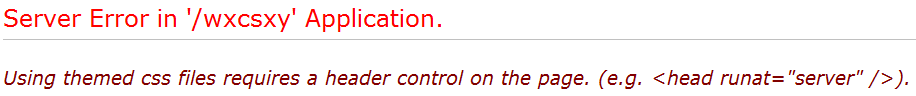 Server Error in '/wxcsxy' Application.
Using themed css files requires a header control on the page. (e.g. <head runat="server" />).